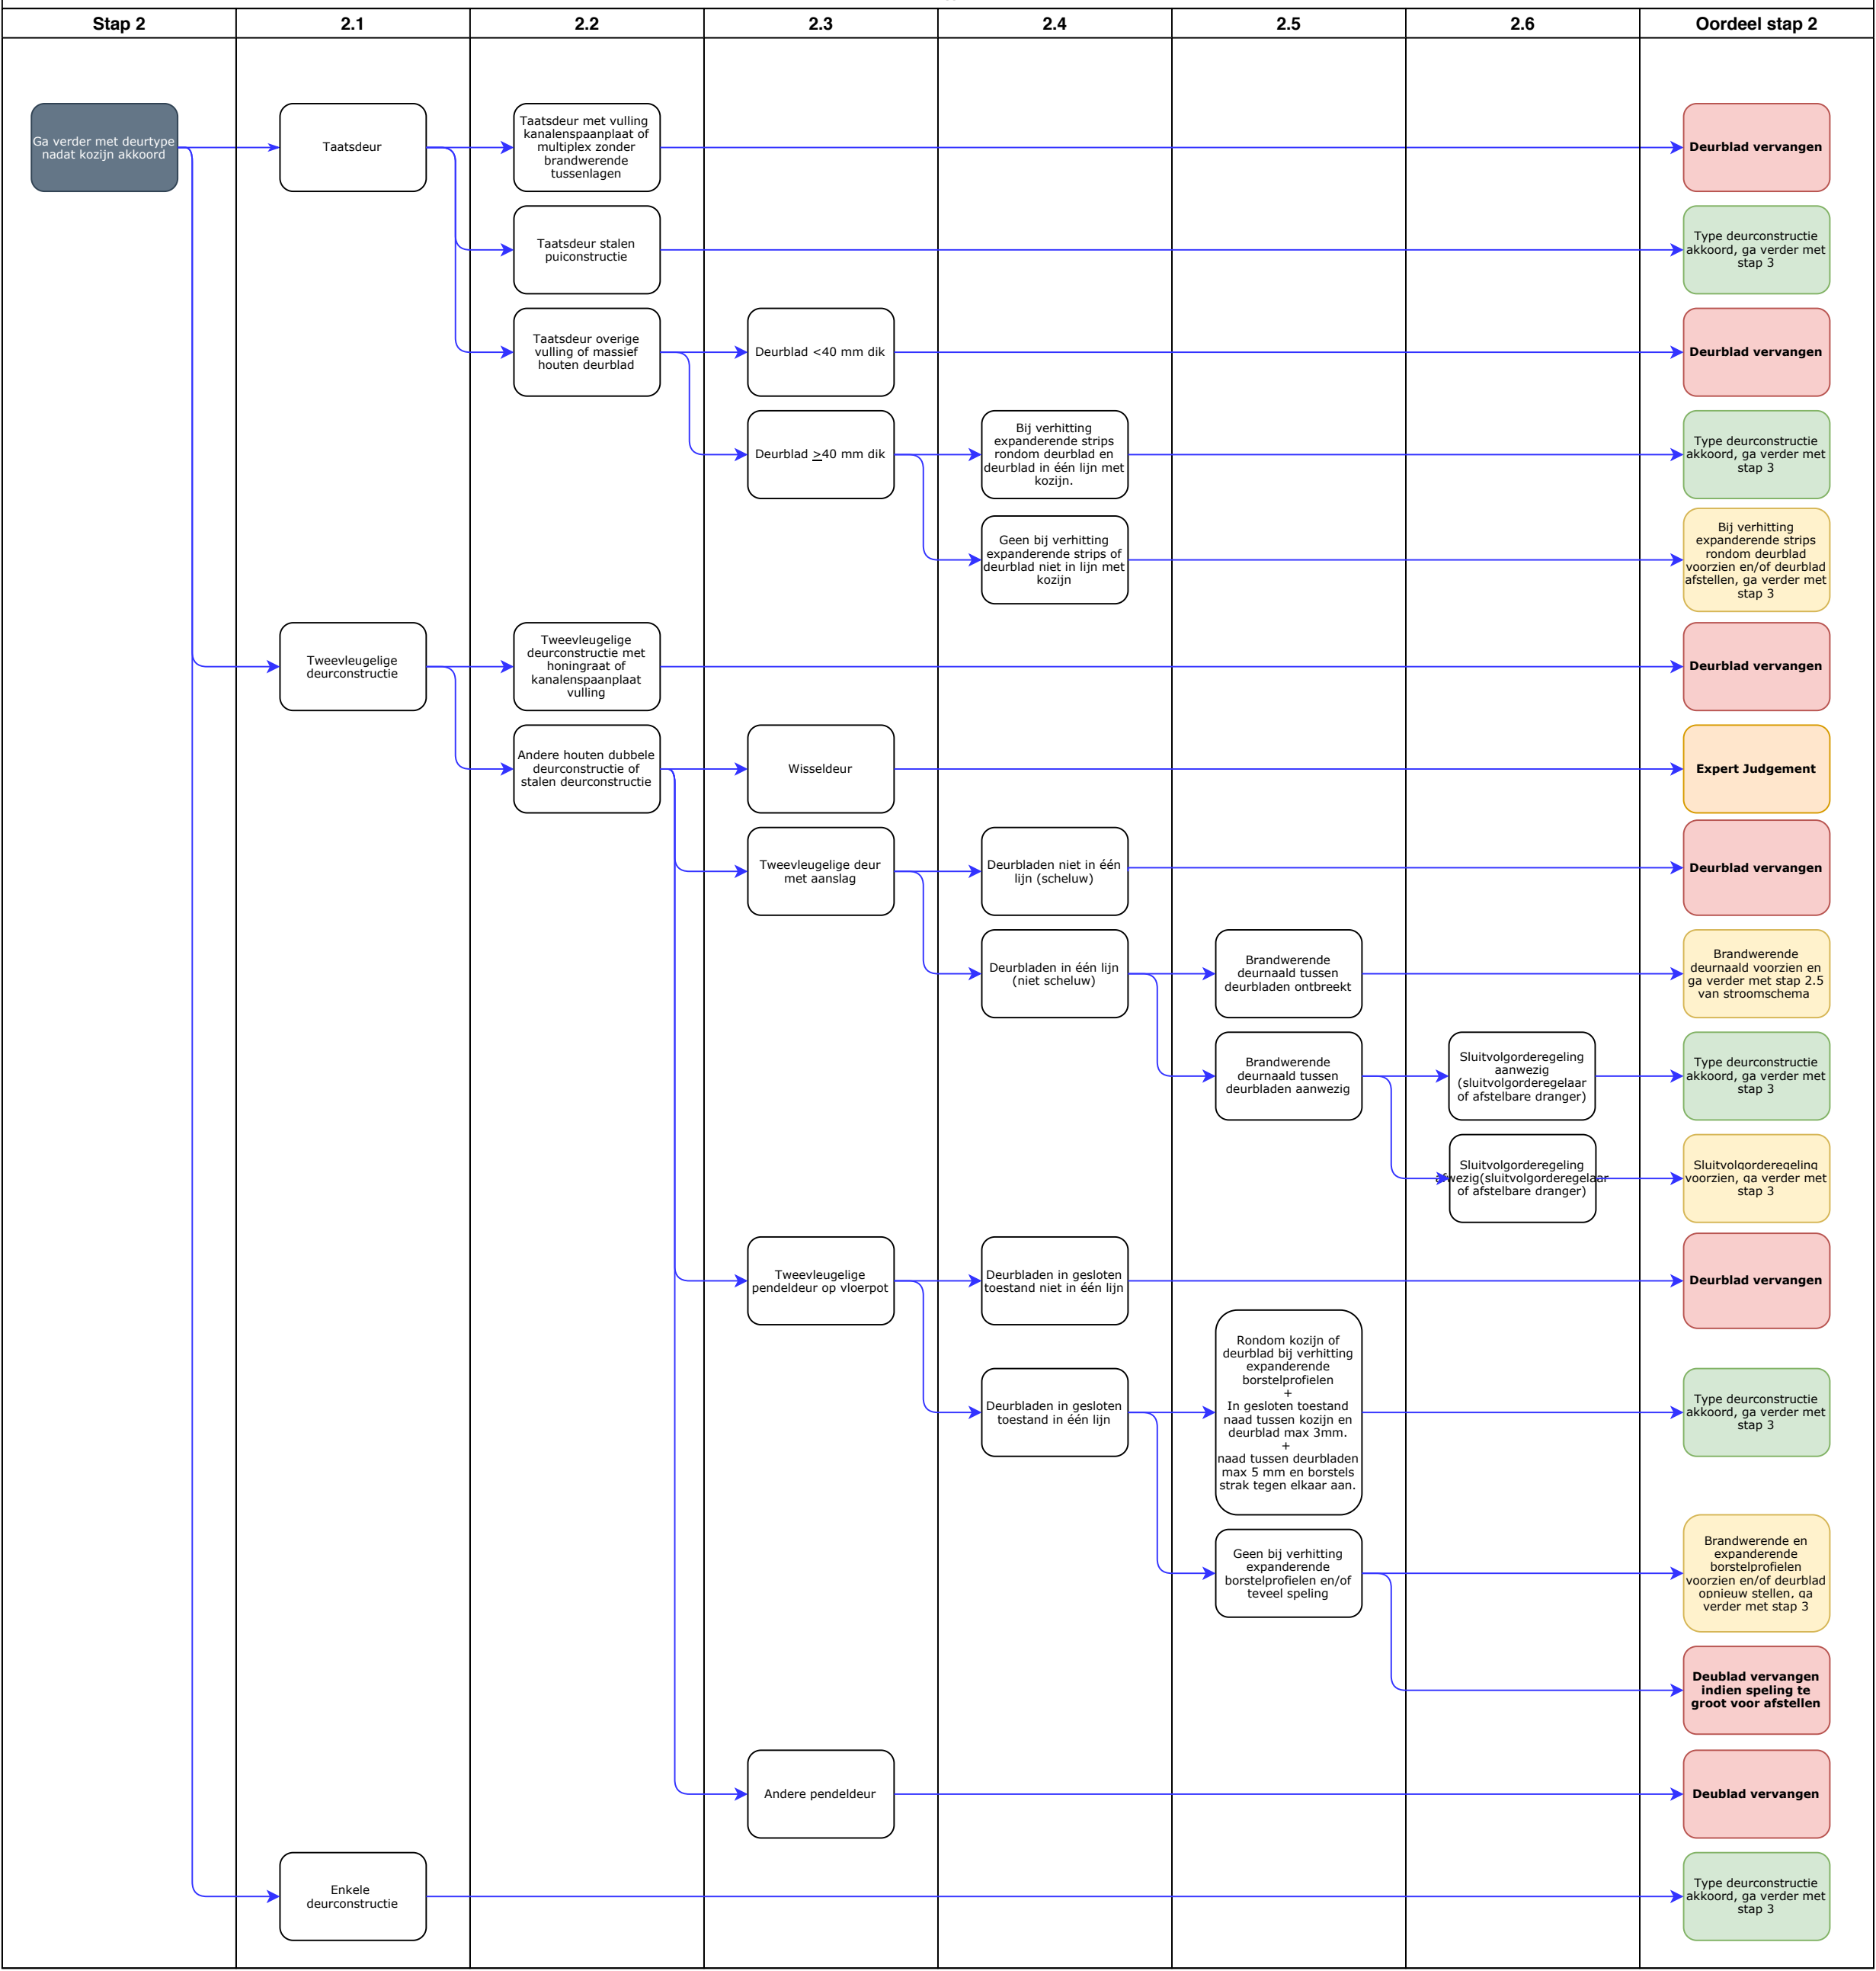 Stap 2
2.1
2.2
2.3
2.4
2.5
2.6
Oordeel stap 2
Ga verder met deurtype
nadat kozijn akkoord
Taatsdeur
Taatsdeur met vulling
kanalenspaanplaat of
multiplex zonder
brandwerende
tussenlagen
Deurblad vervangen
Taatsdeur stalen
puiconstructie
Type deurconstructie
akkoord, ga verder met
stap 3
Taatsdeur overige
vulling of massief
houten deurblad
Deurblad <40 mm dik
Deurblad vervangen
Deurblad >40 mm dik
Bij verhitting
expanderende strips
rondom deurblad en
deurblad in één lijn met
kozijn.
Type deurconstructie
akkoord, ga verder met
stap 3
Geen bij verhitting
expanderende strips of
deurblad niet in lijn met
kozijn
Bij verhitting
expanderende strips
rondom deurblad
voorzien en/of deurblad
afstellen, ga verder met
stap 3
Tweevleugelige
deurconstructie
Tweevleugelige
deurconstructie met
honingraat of
kanalenspaanplaat
vulling
Deurblad vervangen
Andere houten dubbele
deurconstructie of
stalen deurconstructie
Wisseldeur
Expert Judgement
Tweevleugelige deur
met aanslag
Deurbladen niet in één
lijn (scheluw)
Deurblad vervangen
Deurbladen in één lijn
(niet scheluw)
Brandwerende
deurnaald tussen
deurbladen ontbreekt
Brandwerende
deurnaald voorzien en
ga verder met stap 2.5
van stroomschema
Brandwerende
deurnaald tussen
deurbladen aanwezig
Sluitvolgorderegeling
aanwezig
(sluitvolgorderegelaar
of afstelbare dranger)
Type deurconstructie
akkoord, ga verder met
stap 3
Sluitvolgorderegeling
afwezig(sluitvolgorderegelaar
of afstelbare dranger)
Sluitvolgorderegeling
voorzien, ga verder met
stap 3
Tweevleugelige
pendeldeur op vloerpot
Deurbladen in gesloten
toestand niet in één lijn
Deurblad vervangen
Deurbladen in gesloten
toestand in één lijn
Rondom kozijn of
deurblad bij verhitting
expanderende
borstelprofielen
+
In gesloten toestand
naad tussen kozijn en
deurblad max 3mm.
+
naad tussen deurbladen
max 5 mm en borstels
strak tegen elkaar aan.
Type deurconstructie
akkoord, ga verder met
stap 3
Geen bij verhitting
expanderende
borstelprofielen en/of
teveel speling
Brandwerende en
expanderende
borstelprofielen
voorzien en/of deurblad
opnieuw stellen, ga
verder met stap 3
Deublad vervangen
indien speling te
groot voor afstellen
Andere pendeldeur
Deublad vervangen
Enkele
deurconstructie
Type deurconstructie
akkoord, ga verder met
stap 3